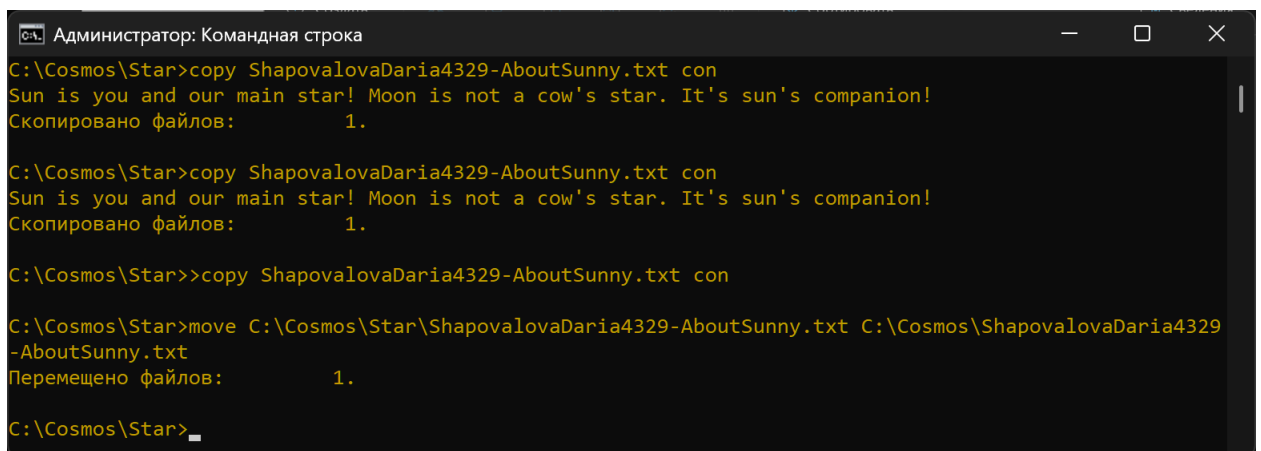 Администратор: Командная строка
C:\Cosmos\Star>copy ShapovalovaDaria4329-AboutSunny.txt con
Sun is you and our main star! Moon is not a cow's star. It's sun's companion!
Скопировано файлов:         1.
C:\Cosmos\Star>copy ShapovalovaDaria4329-AboutSunny.txt con
Sun is you and our main star! Moon is not a cow's star. It's sun's companion!
Скопировано файлов:         1.
C:\Cosmos\Star>>copy ShapovalovaDaria4329-AboutSunny.txt con
C:\Cosmos\Star>move C:\Cosmos\Star\ShapovalovaDaria4329-AboutSunny.txt C:\Cosmos\ShapovalovaDaria4329
-AboutSunny.txt
Перемещено файлов:         1.
C:\Cosmos\Star>